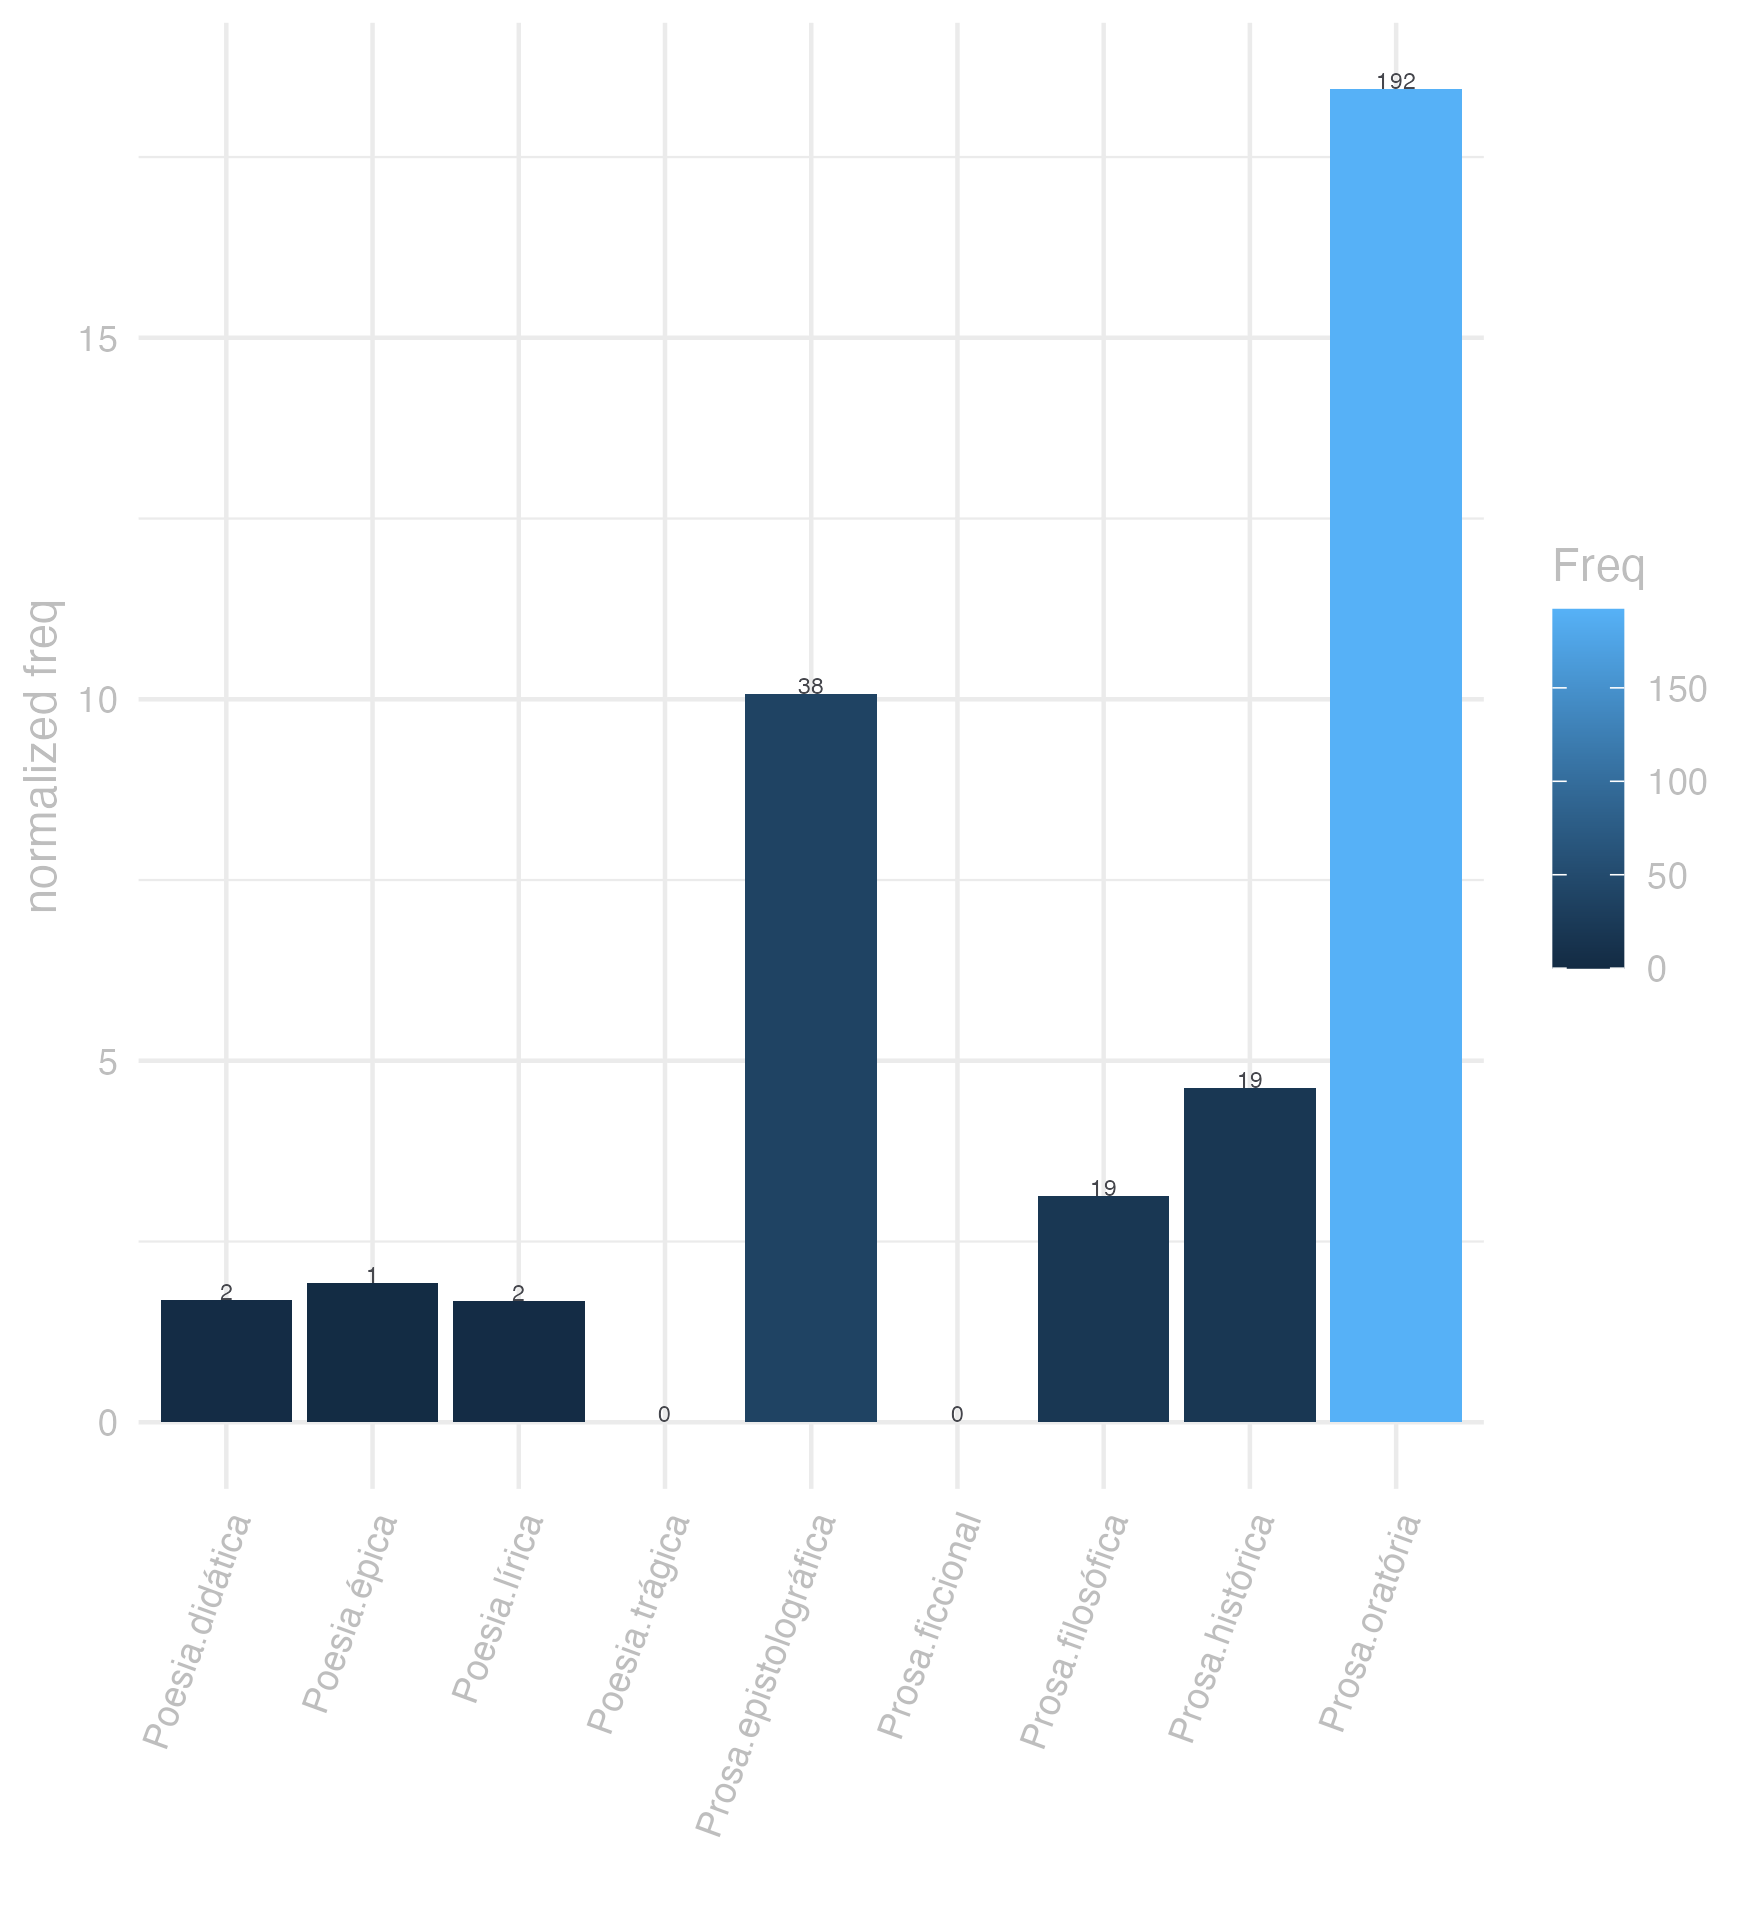 192
15
38
10
normalized freq
19
5
19
2
1
2
0
0
0
Poesia.didática
Poesia.épica
Poesia.lírica
Poesia.trágica
Prosa.epistolográfica
Prosa.ficcional
Prosa.filosófica
Prosa.histórica
Prosa.oratória
Freq
150
100
50
0